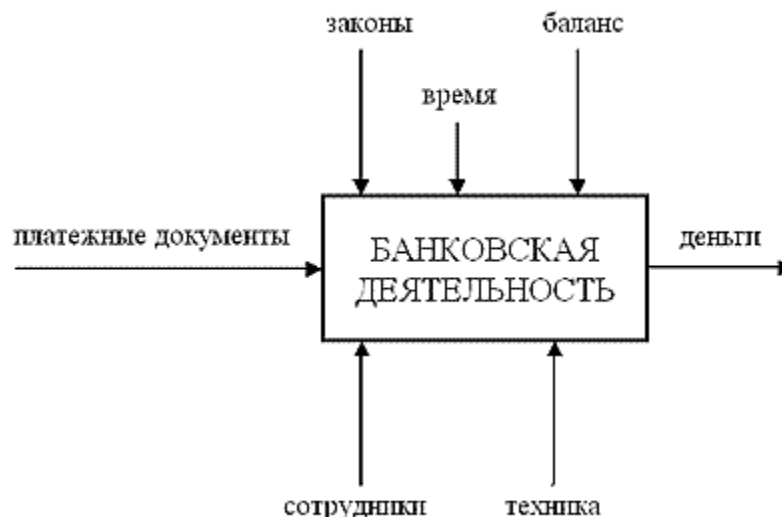 законы
баланс
время
платежные документы
БАНКОВСКАЯ
ДЕЯТЕЛЬНОСТЬ
деньги
сотрудники
техника